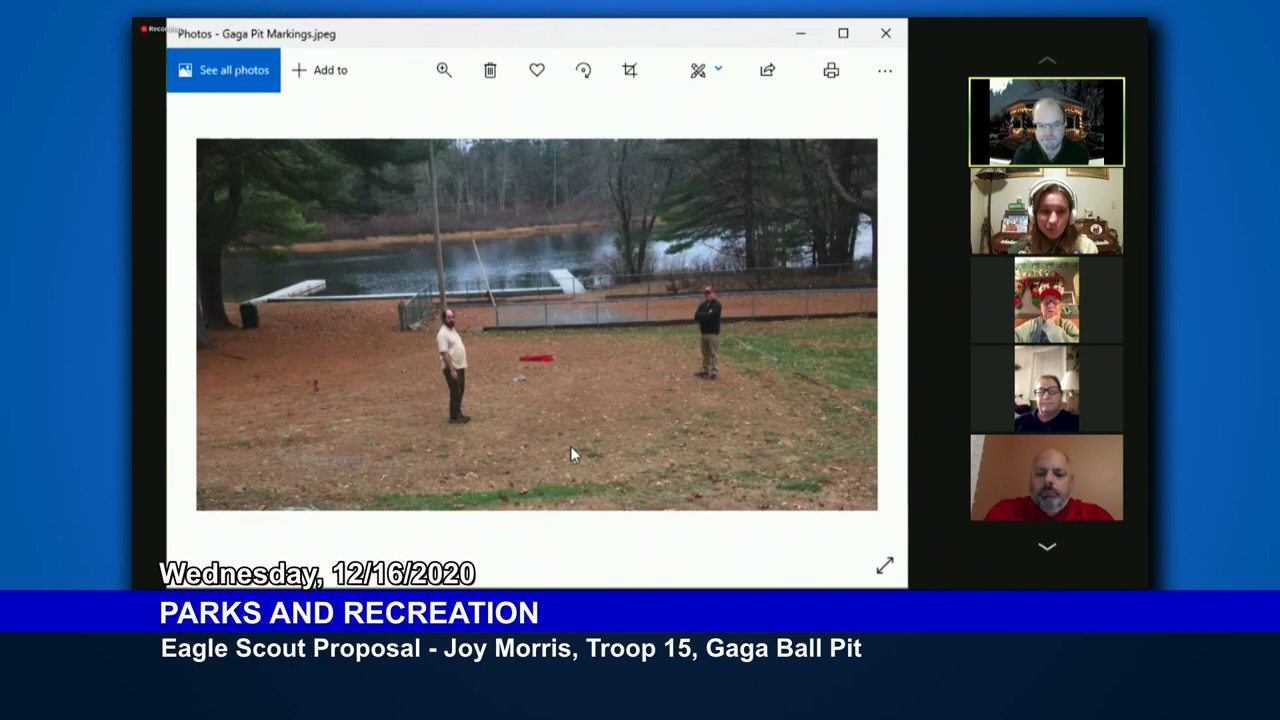 Recording
Photos - Gaga Pit Markings.jpeg
See all photos
Add to
Wednesday, 12/16/2020
PARKS AND RECREATION
Eagle Scout Proposal - Joy Morris, Troop 15, Gaga Ball Pit